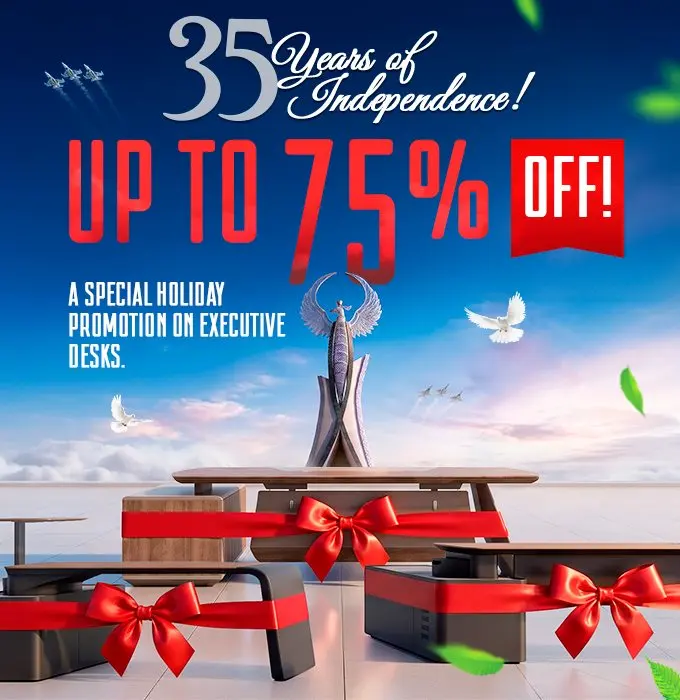 35 Years of
Independence!
UP TO 75% OFF!
A SPECIAL HOLIDAY
PROMOTION ON EXECUTIVE
DESKS.